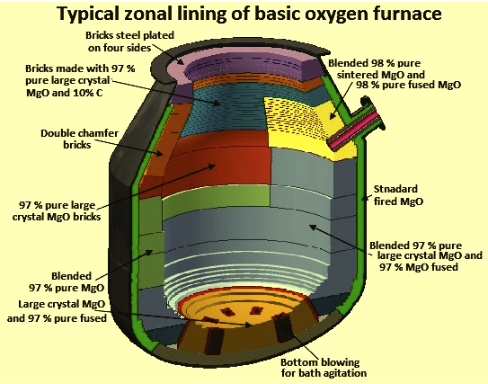 Typical zonal lining of basic oxygen furnace
Bricks steel plated
on four sides
Bricks made with 97 %
pure large crystal
MgO and 10% C
Blended 98 % pure
sintered MgO and
98 % pure fused MgO
Double chamfer
bricks
97 % pure large
crystal MgO bricks
Stnadard
fired MgO
Blended 97 % pure
large crystal MgO and
97% MgO fused
Blended
97 % pure MgO
Large crystal MgO
and 97 % pure fused
Bottom blowing
for bath agitation